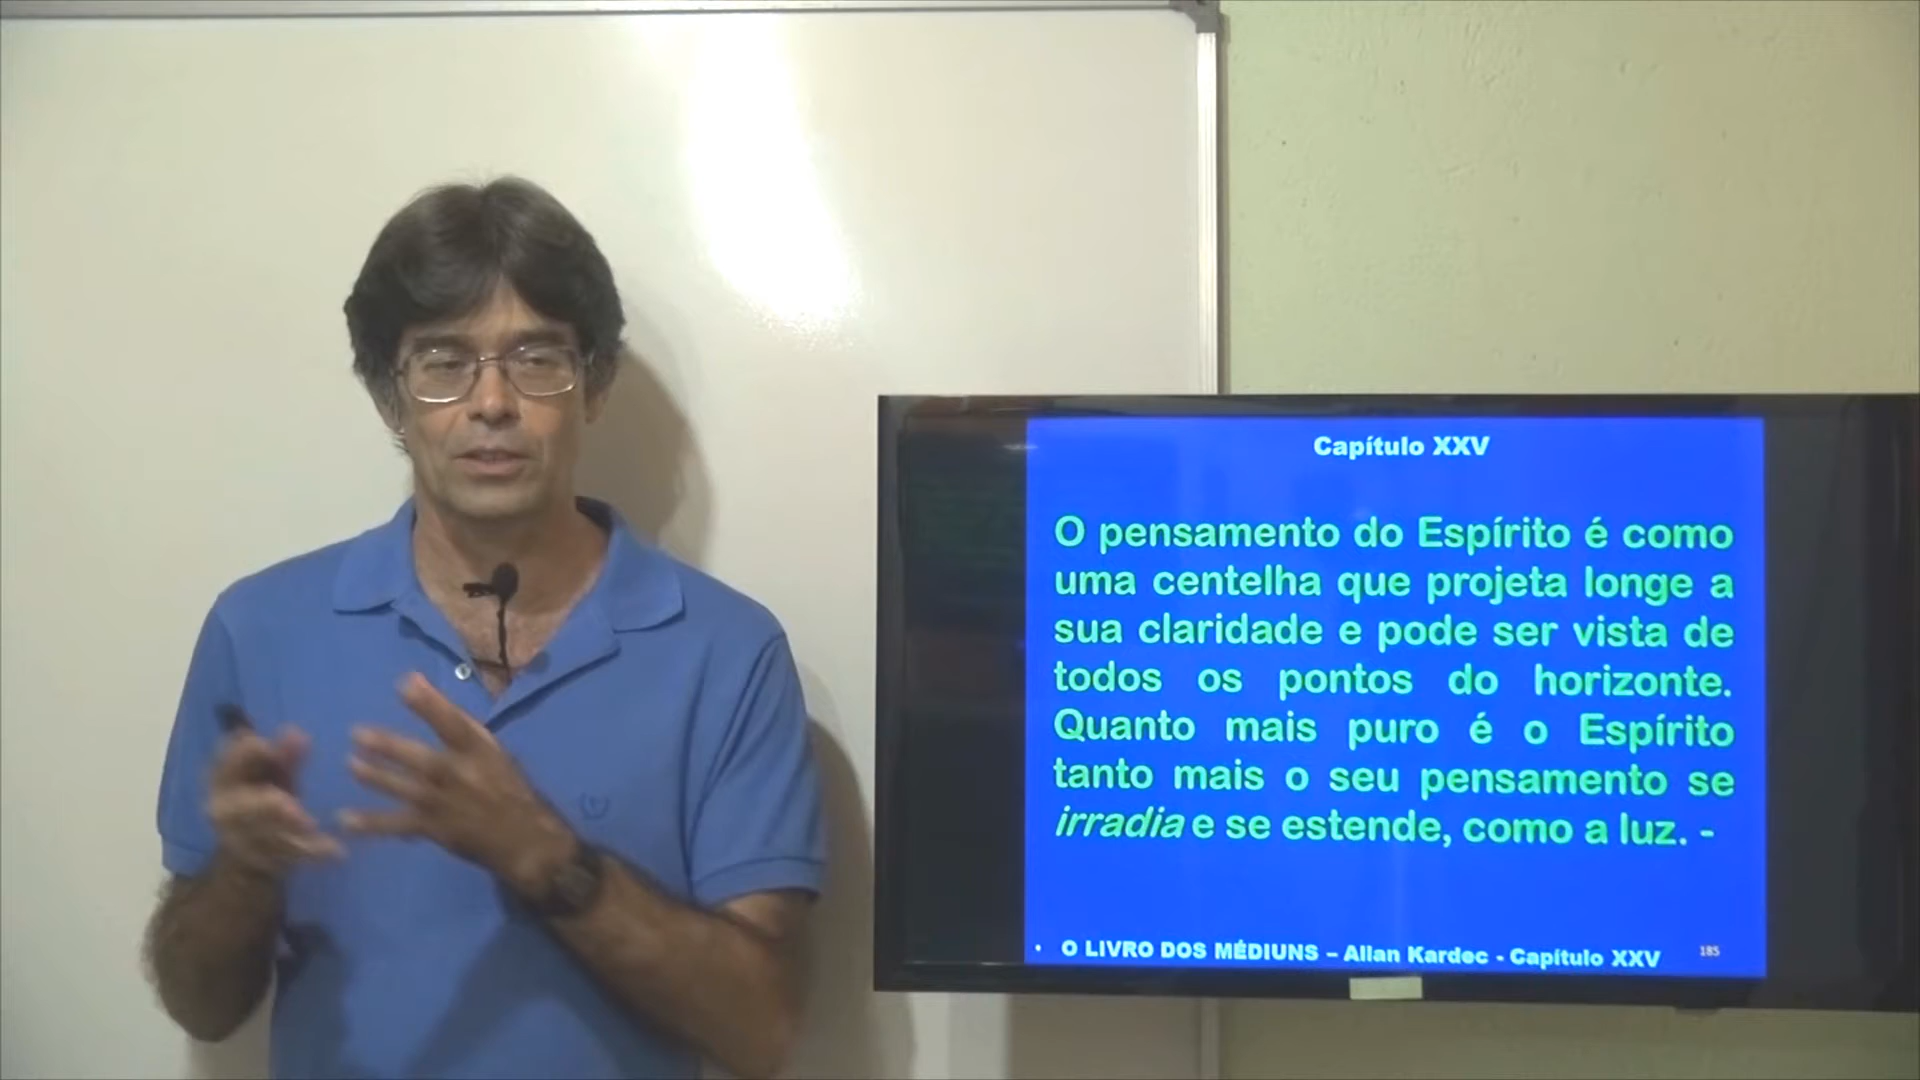 Capítulo XXV
O pensamento do Espírito é como
uma centelha que projeta longe a
sua claridade e pode ser vista de
todos os pontos do horizonte.
Quanto mais puro é o Espírito
tanto mais o seu pensamento se
irradia e se estende, como a luz. -
• O LIVRO DOS MÉDIUNS – Allan Kardec - Capítulo XXV 185